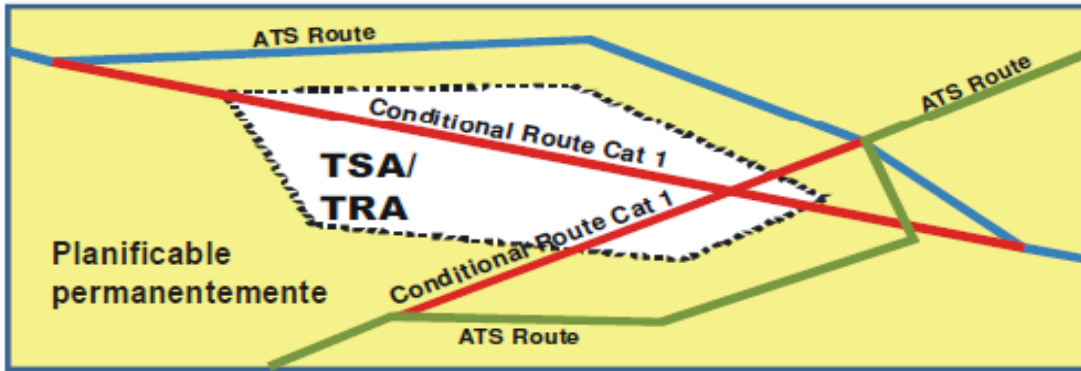 ATS Route
ATS Route
Conditional Route Cat 1
TSA/
TRA
Conditional Route Cat 1
Planificable
permanentemente
ATS Route